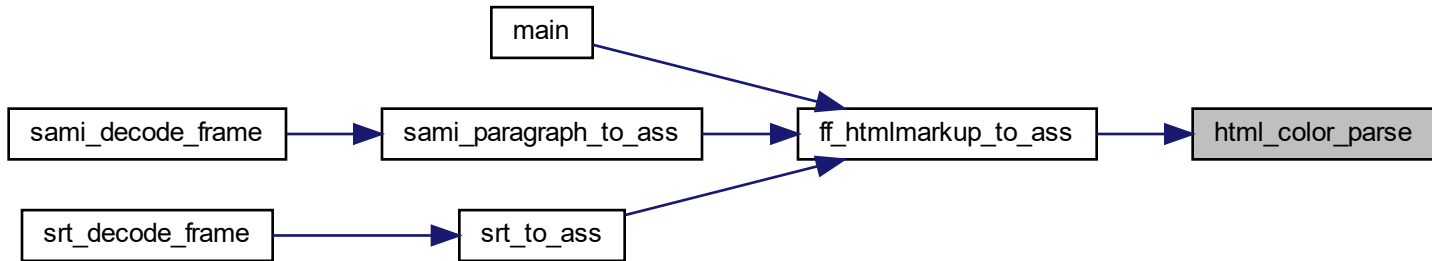 main
sami_decode_frame
sami_paragraph_to_ass
ff_htmlmarkup_to_ass
html_color_parse
srt_decode_frame
srt_to_ass